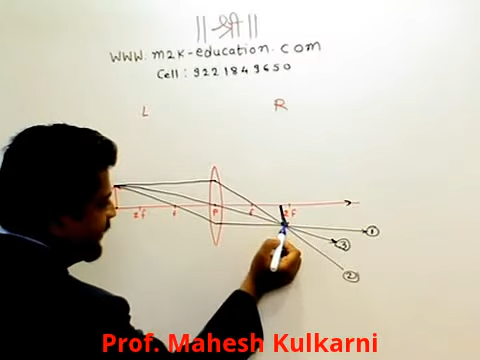 || श्री ||
www.m2k-education.com
Cell : 9221849650
L R
2f f P f 2f
1
3
2
Prof. Mahesh Kulkarni